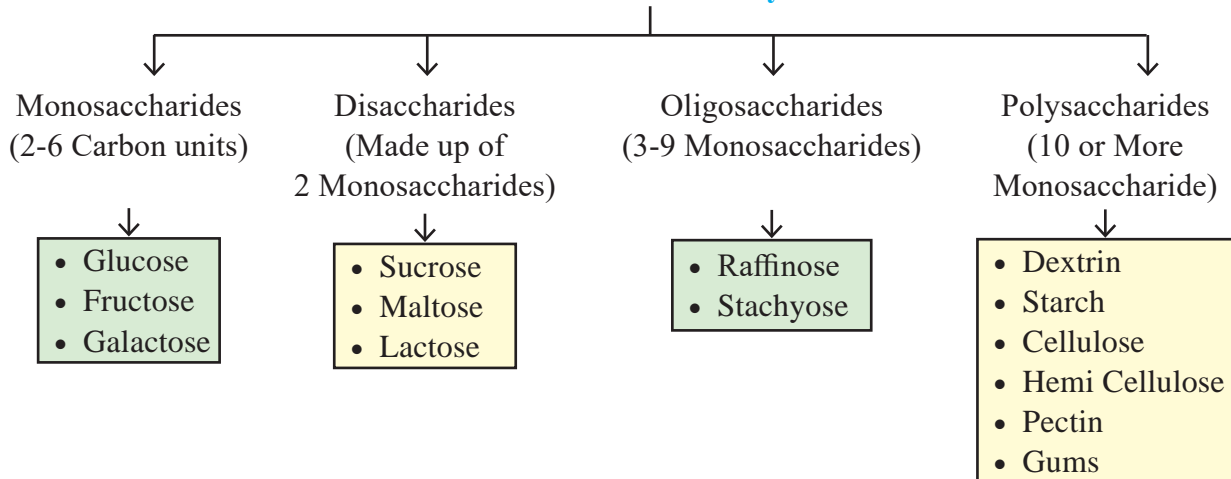 Monosaccharides
(2-6 Carbon units)
Disaccharides
(Made up of
2 Monosaccharides)
Oligosaccharides
(3-9 Monosaccharides)
Polysaccharides
(10 or More
Monosaccharide)
• Glucose
• Fructose
• Galactose
• Sucrose
• Maltose
• Lactose
• Raffinose
• Stachyose
• Dextrin
• Starch
• Cellulose
• Hemi Cellulose
• Pectin
• Gums